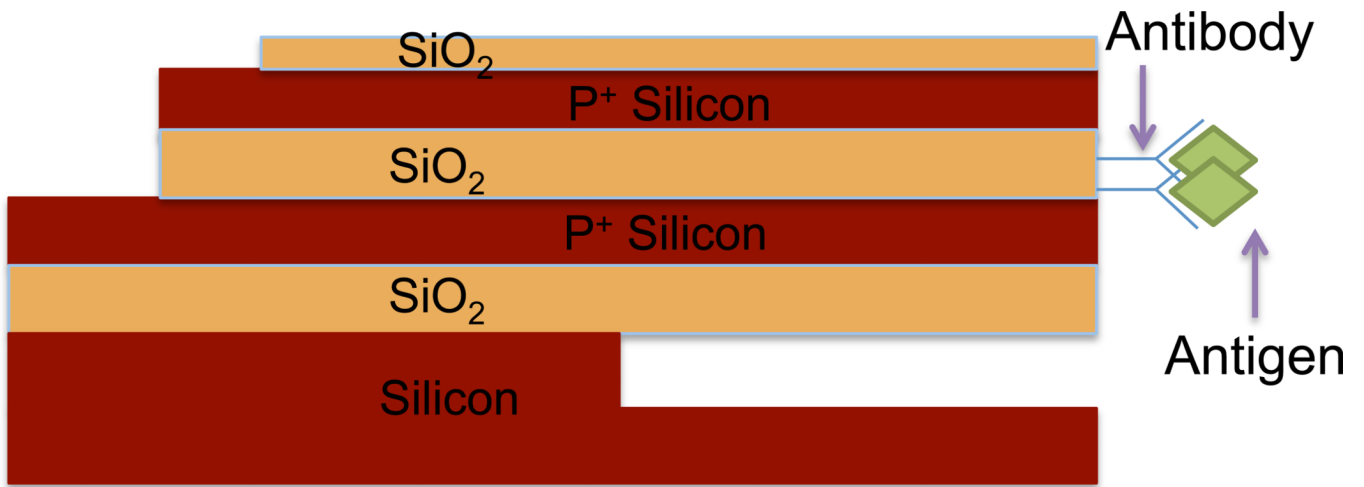 SiO₂
Antibody
P⁺ Silicon
SiO₂
P⁺ Silicon
SiO₂
Antigen
Silicon